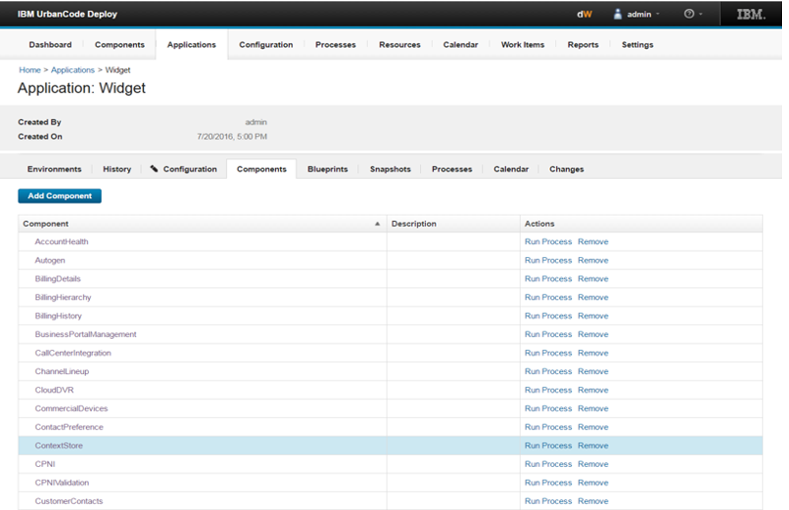 IBM UrbanCode Deploy dW admin IBM.
Dashboard Components Applications Configuration Processes Resources Calendar Work Items Reports Settings
Home > Applications > Widget
Application: Widget
Created By admin
Created On 7/20/2016, 5:00 PM
Environments History Configuration Components Blueprints Snapshots Processes Calendar Changes
Add Component
Component Description Actions
AccountHealth Run Process Remove
Autogen Run Process Remove
BillingDetails Run Process Remove
BillingHierarchy Run Process Remove
BillingHistory Run Process Remove
BusinessPortalManagement Run Process Remove
CallCenterIntegration Run Process Remove
ChannelLineup Run Process Remove
CloudDVR Run Process Remove
CommercialDevices Run Process Remove
ContactPreference Run Process Remove
ContextStore Run Process Remove
CPNI Run Process Remove
CPNIValidation Run Process Remove
CustomerContacts Run Process Remove